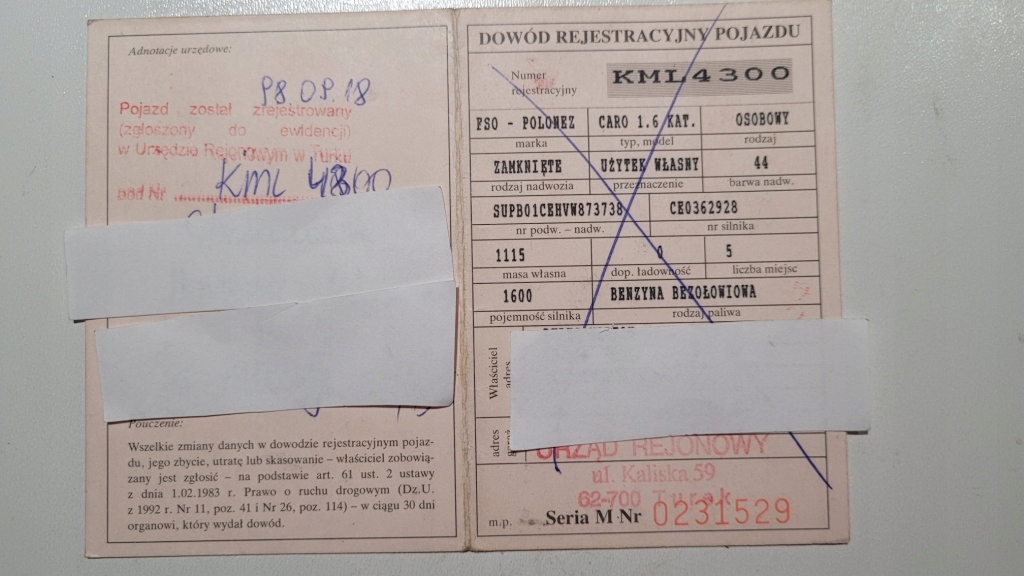 Adnotacje urzędowe:
98.09.18
Pojazd został zrejestrowany
(zgłoszony do ewidencji)
w Urzędzie Rejonowym w Turku
pod Nr KML 4300
Pouczenie:
Wszelkie zmiany danych w dowodzie rejestracyjnym pojaz-
du, jego zbycie, utratę lub skasowanie – właściciel zobowią-
zany jest zgłosić – na podstawie art. 61 ust. 2 ustawy
z dnia 1.02.1983 r. Prawo o ruchu drogowym (Dz.U.
z 1992 r. Nr 11, poz. 41 i Nr 26, poz. 114) – w ciągu 30 dni
organowi, który wydał dowód.
DOWÓD REJESTRACYJNY POJAZDU
Numer
rejestracyjny
KML4300
FSO - POLONEZ CARO 1.6 KAT. OSOBOWY
marka typ, model rodzaj
ZAMKNIĘTE UŻYTEK WŁASNY 44
rodzaj nadwozia przeznaczenie barwa nadw.
SUPB01CEHVW873738 CE0362928
nr podw. – nadw. nr silnika
1115 0 5
masa własna dop. ładowność liczba miejsc
1600 BENZYNA BEZOŁOWIOWA
pojemność silnika rodzaj paliwa
Właściciel
adres
adres
URZĄD REJONOWY
ul. Kaliska 59
62-700 Turek
m.p. Seria M Nr 0231529